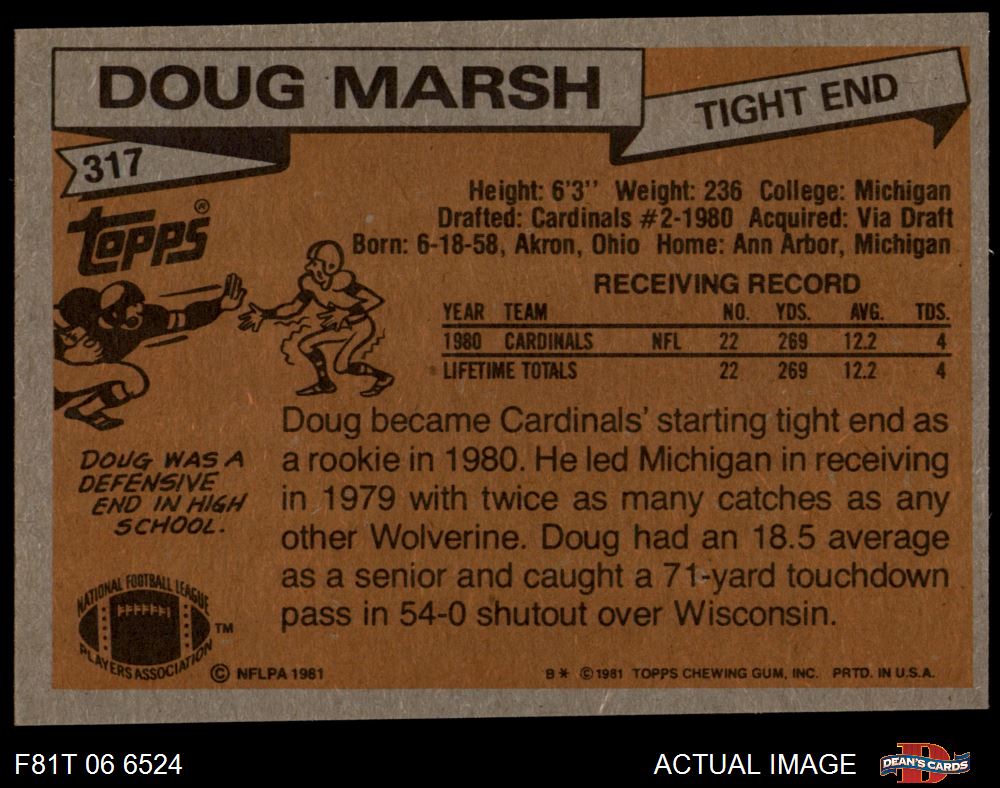 DOUG MARSH
TIGHT END
317
TOPPS®
Height: 6'3'' Weight: 236 College: Michigan
Drafted: Cardinals #2-1980 Acquired: Via Draft
Born: 6-18-58, Akron, Ohio Home: Ann Arbor, Michigan
RECEIVING RECORD
YEAR TEAM NO. YDS. AVG. TDS.
1980 CARDINALS NFL 22 269 12.2 4
LIFETIME TOTALS 22 269 12.2 4
Doug became Cardinals' starting tight end as
a rookie in 1980. He led Michigan in receiving
in 1979 with twice as many catches as any
other Wolverine. Doug had an 18.5 average
as a senior and caught a 71-yard touchdown
pass in 54-0 shutout over Wisconsin.
DOUG WAS A
DEFENSIVE
END IN HIGH
SCHOOL.
NATIONAL FOOTBALL LEAGUE
PLAYERS ASSOCIATION
TM
© NFLPA 1981
B* © 1981 TOPPS CHEWING GUM, INC. PRTD. IN U.S.A.
F81T 06 6524
ACTUAL IMAGE
D
DEAN'S CARDS